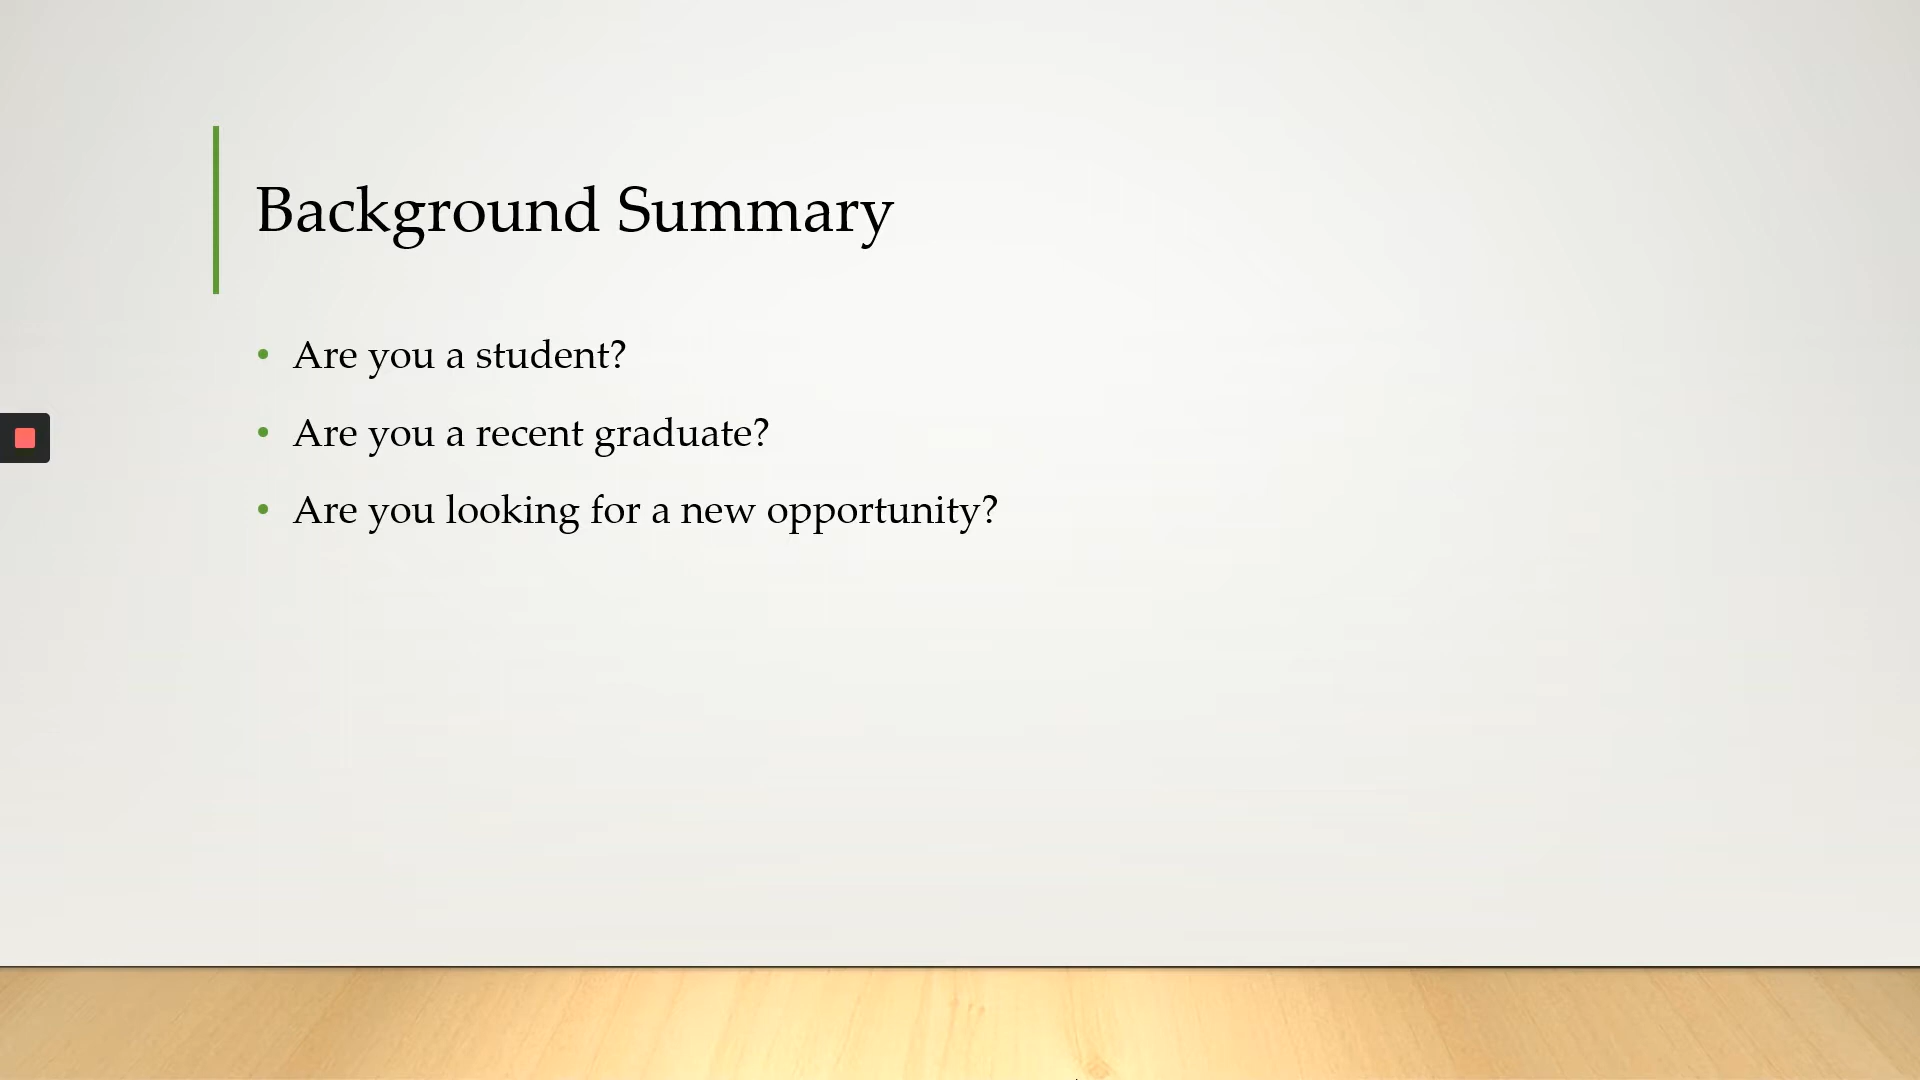 Background Summary
• Are you a student?
• Are you a recent graduate?
• Are you looking for a new opportunity?